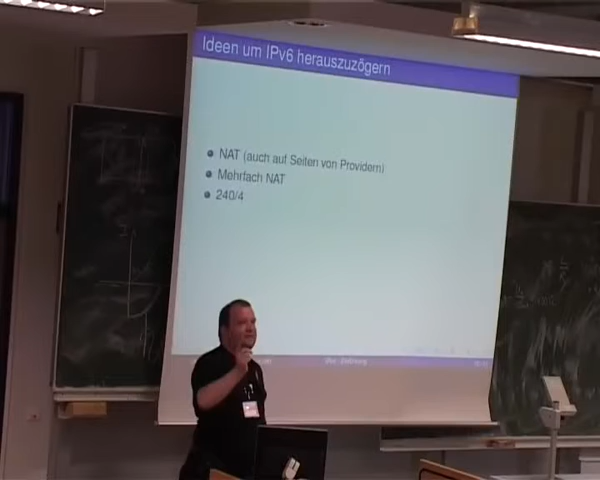 Ideen um IPv6 herauszuzögern
NAT (auch auf Seiten von Providern)
Mehrfach NAT
240/4